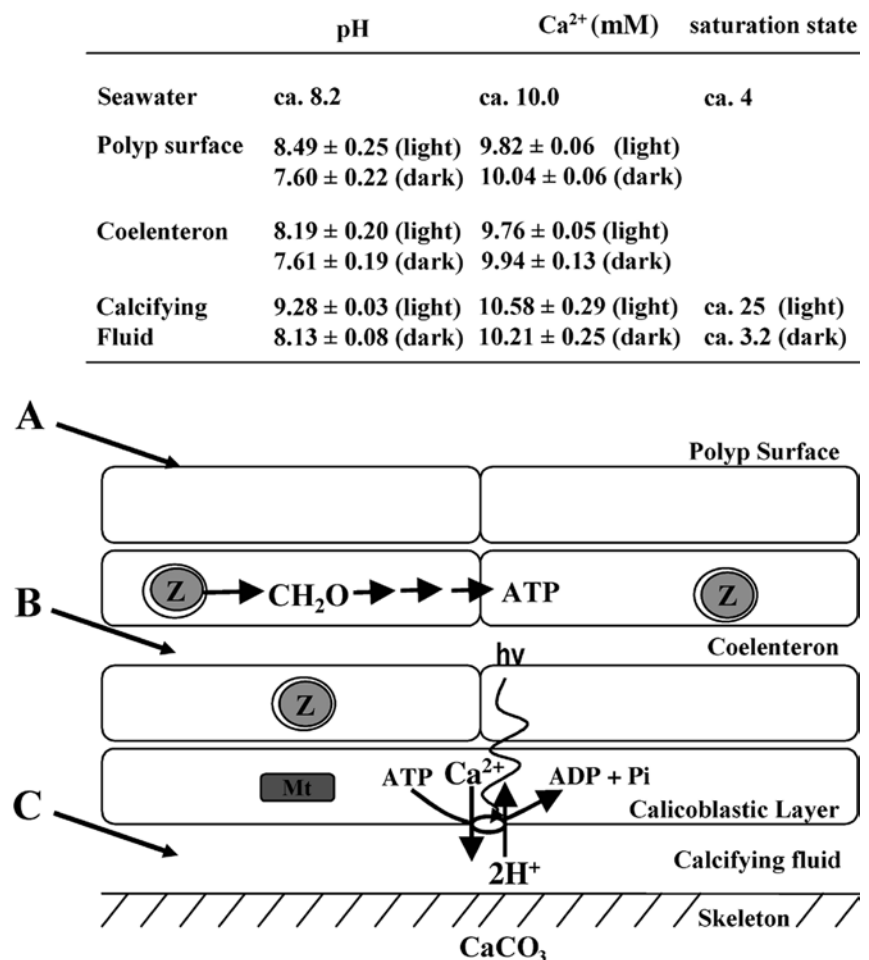 pH Ca²⁺ (mM) saturation state
Seawater ca. 8.2 ca. 10.0 ca. 4
Polyp surface 8.49 ± 0.25 (light) 9.82 ± 0.06 (light)
7.60 ± 0.22 (dark) 10.04 ± 0.06 (dark)
Coelenteron 8.19 ± 0.20 (light) 9.76 ± 0.05 (light)
7.61 ± 0.19 (dark) 9.94 ± 0.13 (dark)
Calcifying 9.28 ± 0.03 (light) 10.58 ± 0.29 (light) ca. 25 (light)
Fluid 8.13 ± 0.08 (dark) 10.21 ± 0.25 (dark) ca. 3.2 (dark)
A
Polyp Surface
Z CH₂O ATP Z
B
Coelenteron
hν
Z
Mt ATP Ca²⁺ ADP + Pi
C
Calicoblastic Layer
Calcifying fluid
2H⁺
Skeleton
CaCO₃